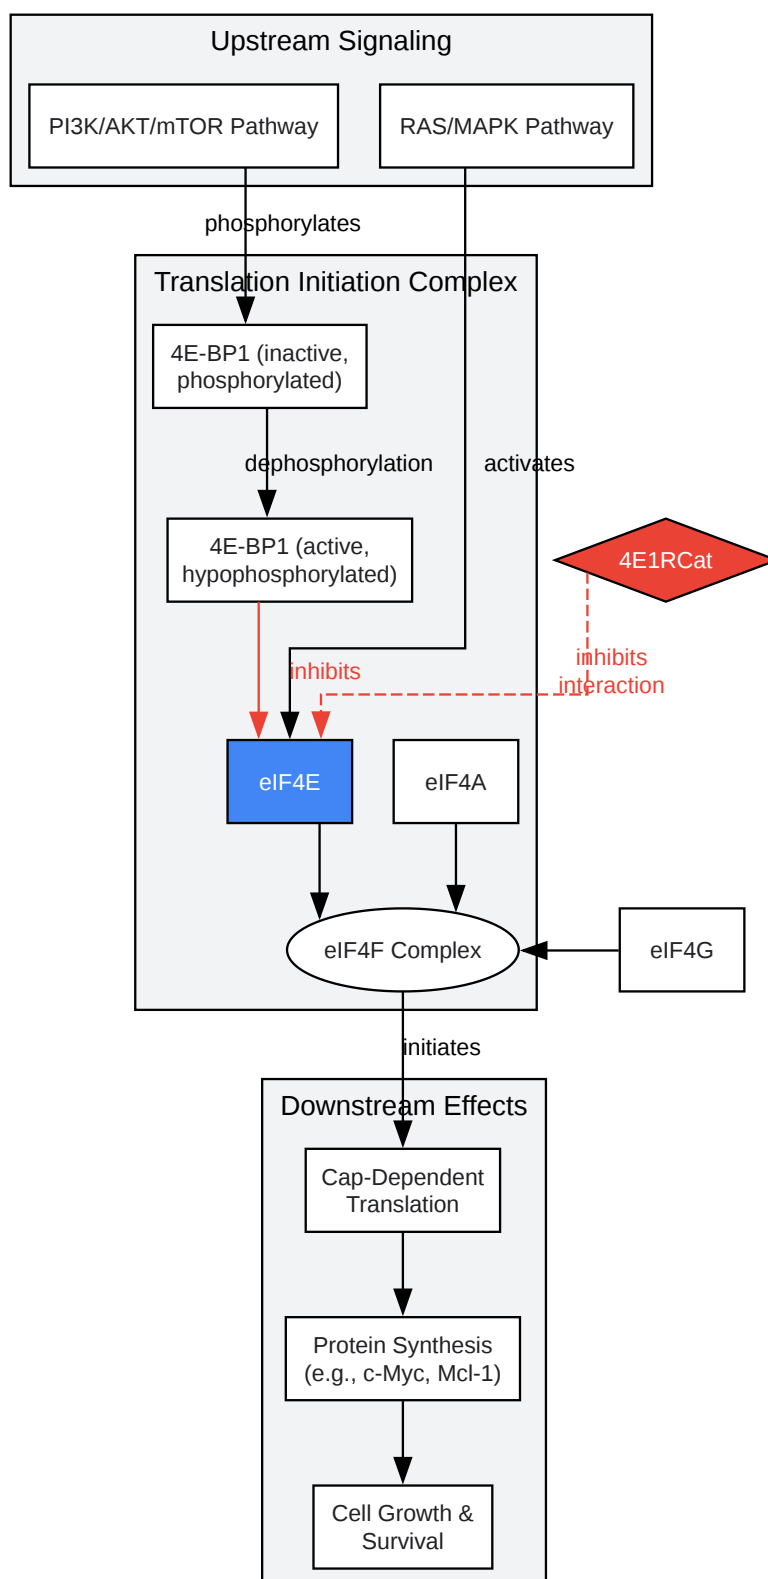 Upstream Signaling
PI3K/AKT/mTOR Pathway
RAS/MAPK Pathway
phosphorylates
Translation Initiation Complex
4E-BP1 (inactive,
phosphorylated)
dephosphorylation
activates
4E-BP1 (active,
hypophosphorylated)
4E1RCat
inhibits
inhibits
interaction
eIF4E
eIF4A
eIF4F Complex
eIF4G
initiates
Downstream Effects
Cap-Dependent
Translation
Protein Synthesis
(e.g., c-Myc, Mcl-1)
Cell Growth &
Survival